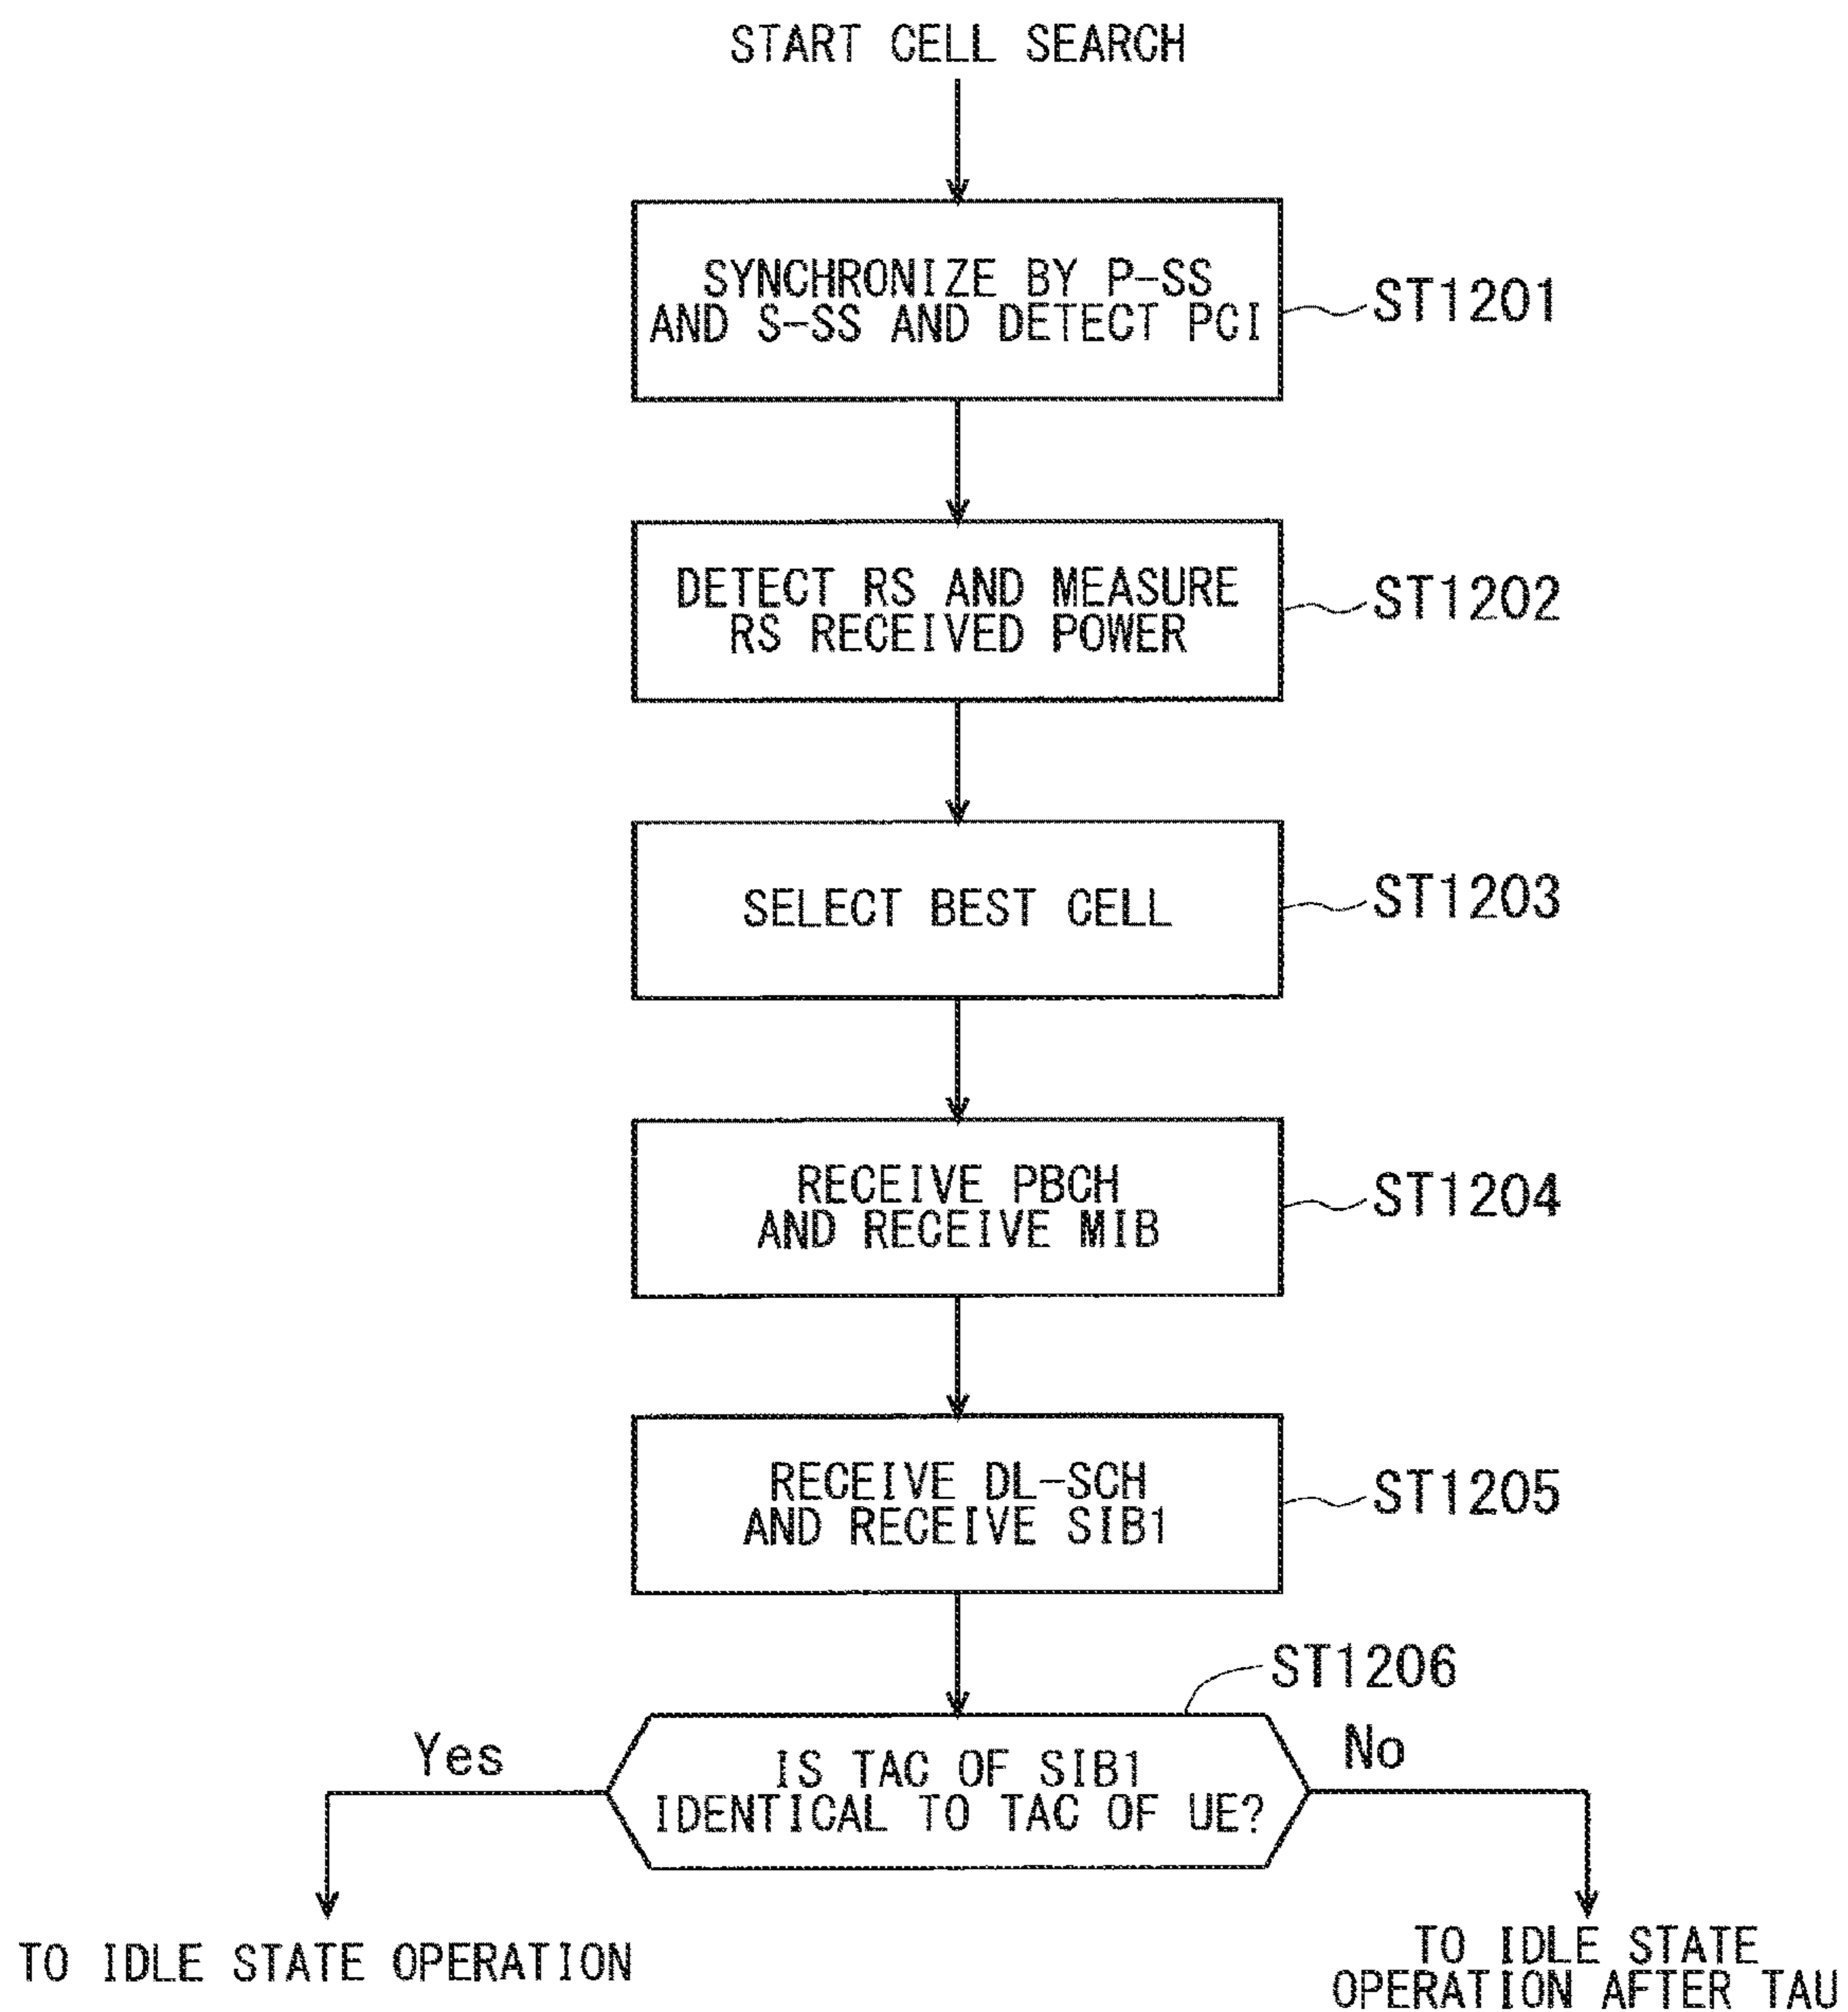 START CELL SEARCH
SYNCHRONIZE BY P-SS
AND S-SS AND DETECT PCI
ST1201
DETECT RS AND MEASURE
RS RECEIVED POWER
ST1202
SELECT BEST CELL
ST1203
RECEIVE PBCH
AND RECEIVE MIB
ST1204
RECEIVE DL-SCH
AND RECEIVE SIB1
ST1205
ST1206
IS TAC OF SIB1
IDENTICAL TO TAC OF UE?
Yes
No
TO IDLE STATE OPERATION
TO IDLE STATE
OPERATION AFTER TAU